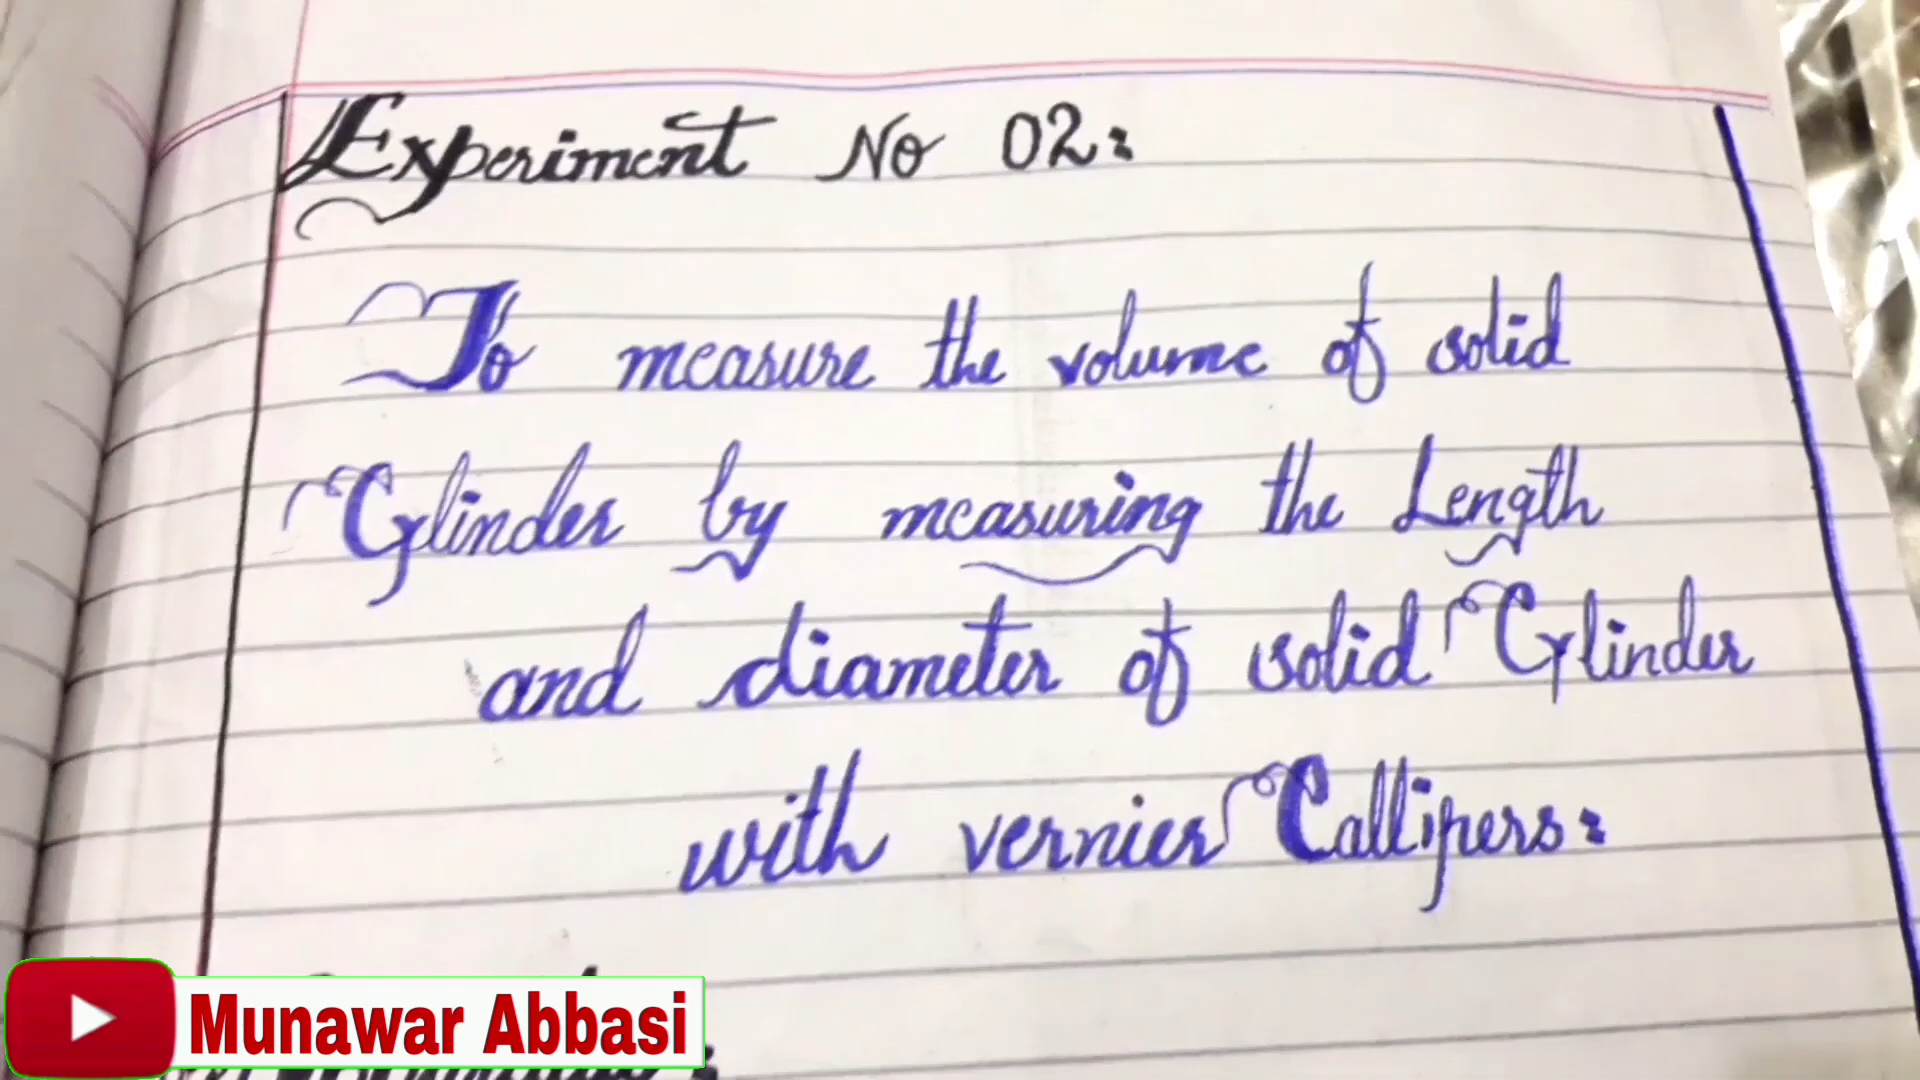 Experiment No 02:
To measure the volume of solid
Cylinder by measuring the Length
and diameter of solid Cylinder
with vernier Callipers:
Munawar Abbasi